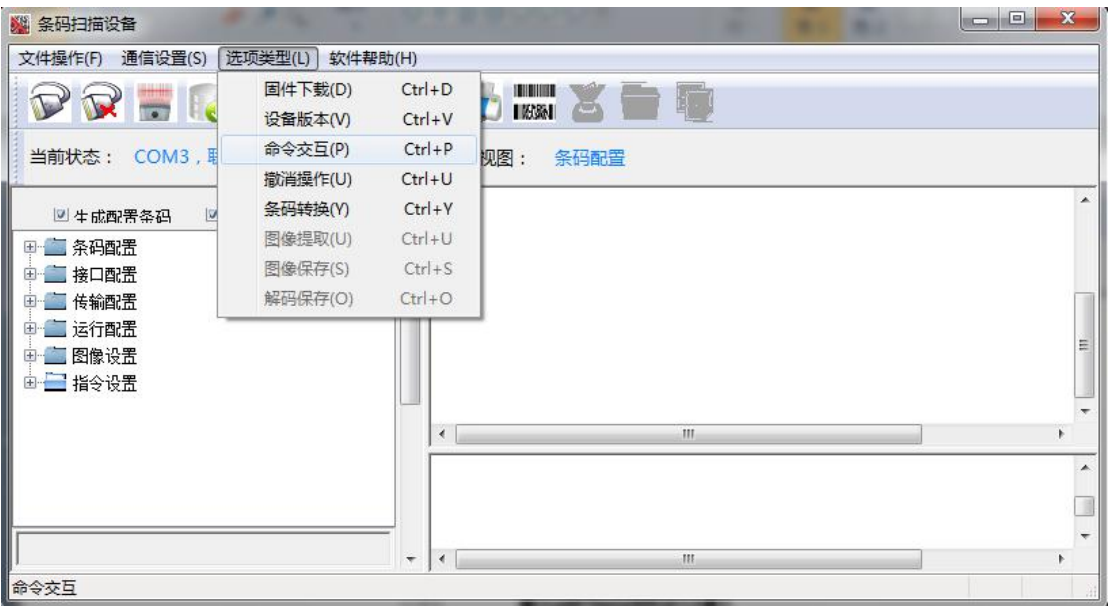 条码扫描设备
文件操作(F) 通信设置(S) 选项类型(L) 软件帮助(H)
固件下载(D) Ctrl+D
设备版本(V) Ctrl+V
命令交互(P) Ctrl+P
撤消操作(U) Ctrl+U
条码转换(Y) Ctrl+Y
图像提取(U) Ctrl+U
图像保存(S) Ctrl+S
解码保存(O) Ctrl+O
当前状态： COM3，
视图： 条码配置
生成配置条码
条码配置
接口配置
传输配置
运行配置
图像设置
指令设置
命令交互